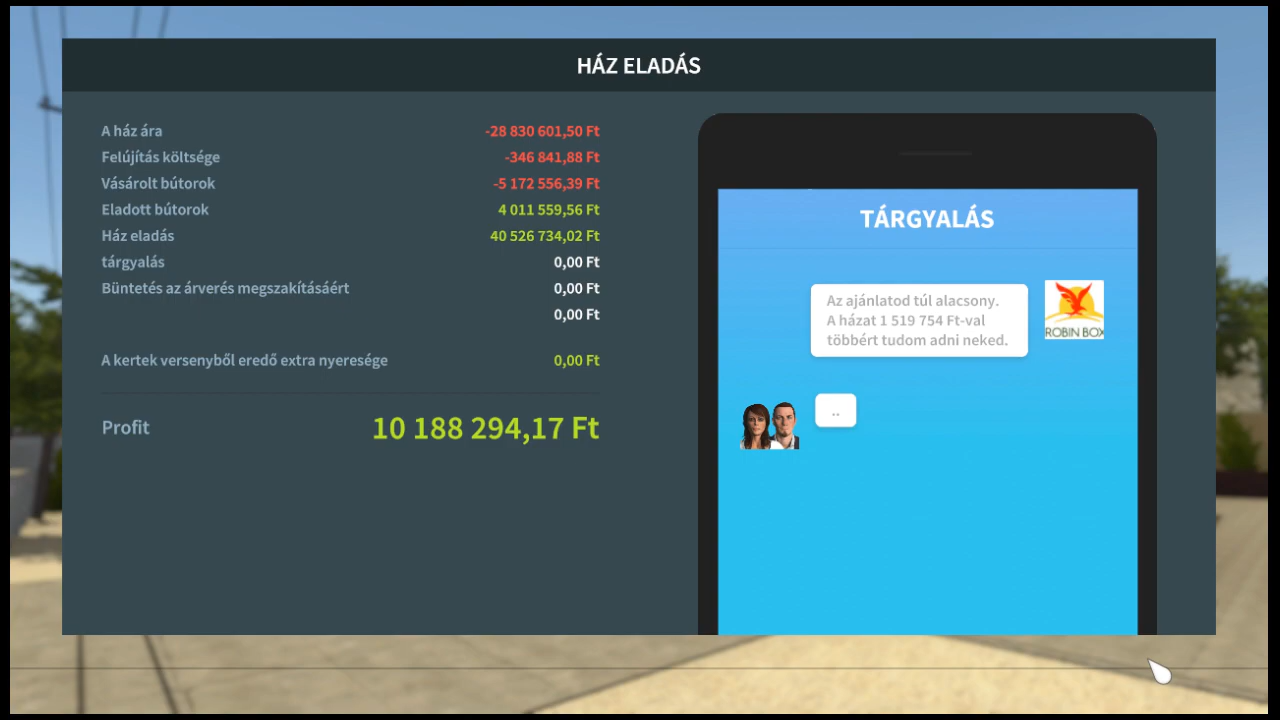 HÁZ ELADÁS
A ház ára -28 830 601,50 Ft
Felújítás költsége -346 841,88 Ft
Vásárolt bútorok -5 172 556,39 Ft
Eladott bútorok 4 011 559,56 Ft
Ház eladás 40 526 734,02 Ft
tárgyalás 0,00 Ft
Büntetés az árverés megszakításáért 0,00 Ft
0,00 Ft
A kertek versenyből eredő extra nyeresége 0,00 Ft
Profit 10 188 294,17 Ft
TÁRGYALÁS
Az ajánlatod túl alacsony.
A házat 1 519 754 Ft-val
többért tudom adni neked.
ROBIN BOX
..